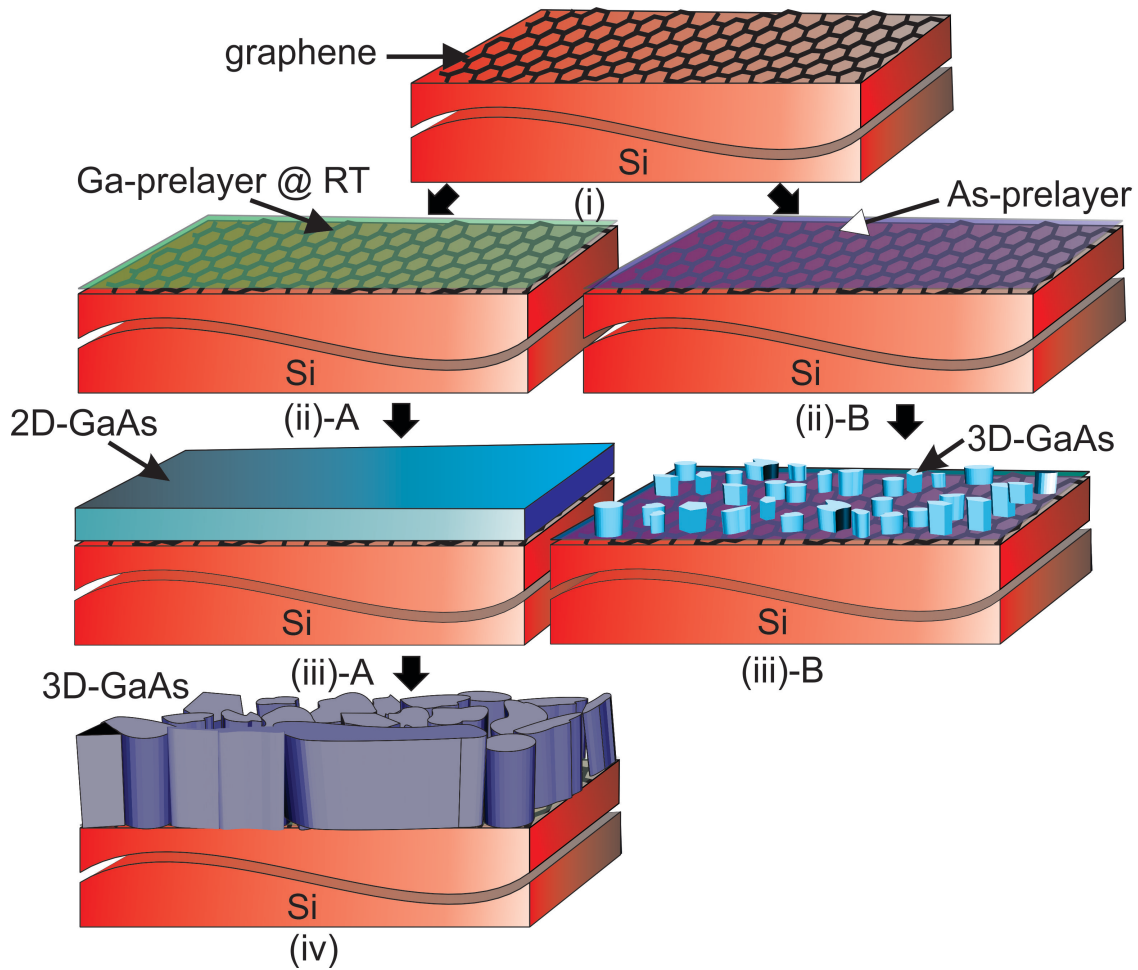 graphene
Si
(i)
Ga-prelayer @ RT
As-prelayer
Si
Si
(ii)-A
(ii)-B
2D-GaAs
3D-GaAs
Si
Si
(iii)-A
(iii)-B
3D-GaAs
Si
(iv)